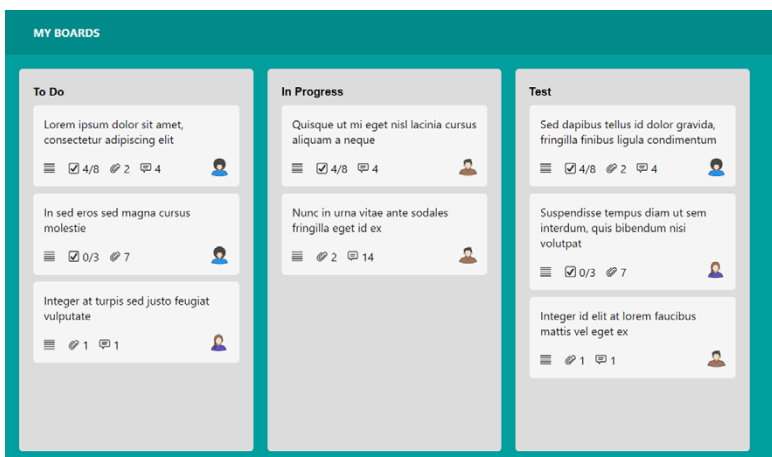 MY BOARDS
To Do
Lorem ipsum dolor sit amet,
consectetur adipiscing elit
4/8 2 4
In sed eros sed magna cursus
molestie
0/3 7
Integer at turpis sed justo feugiat
vulputate
1 1
In Progress
Quisque ut mi eget nisl lacinia cursus
aliquam a neque
4/8 4
Nunc in urna vitae ante sodales
fringilla eget id ex
2 14
Test
Sed dapibus tellus id dolor gravida,
fringilla finibus ligula condimentum
4/8 2 4
Suspendisse tempus diam ut sem
interdum, quis bibendum nisi
volutpat
0/3 7
Integer id elit at lorem faucibus
mattis vel eget ex
1 1